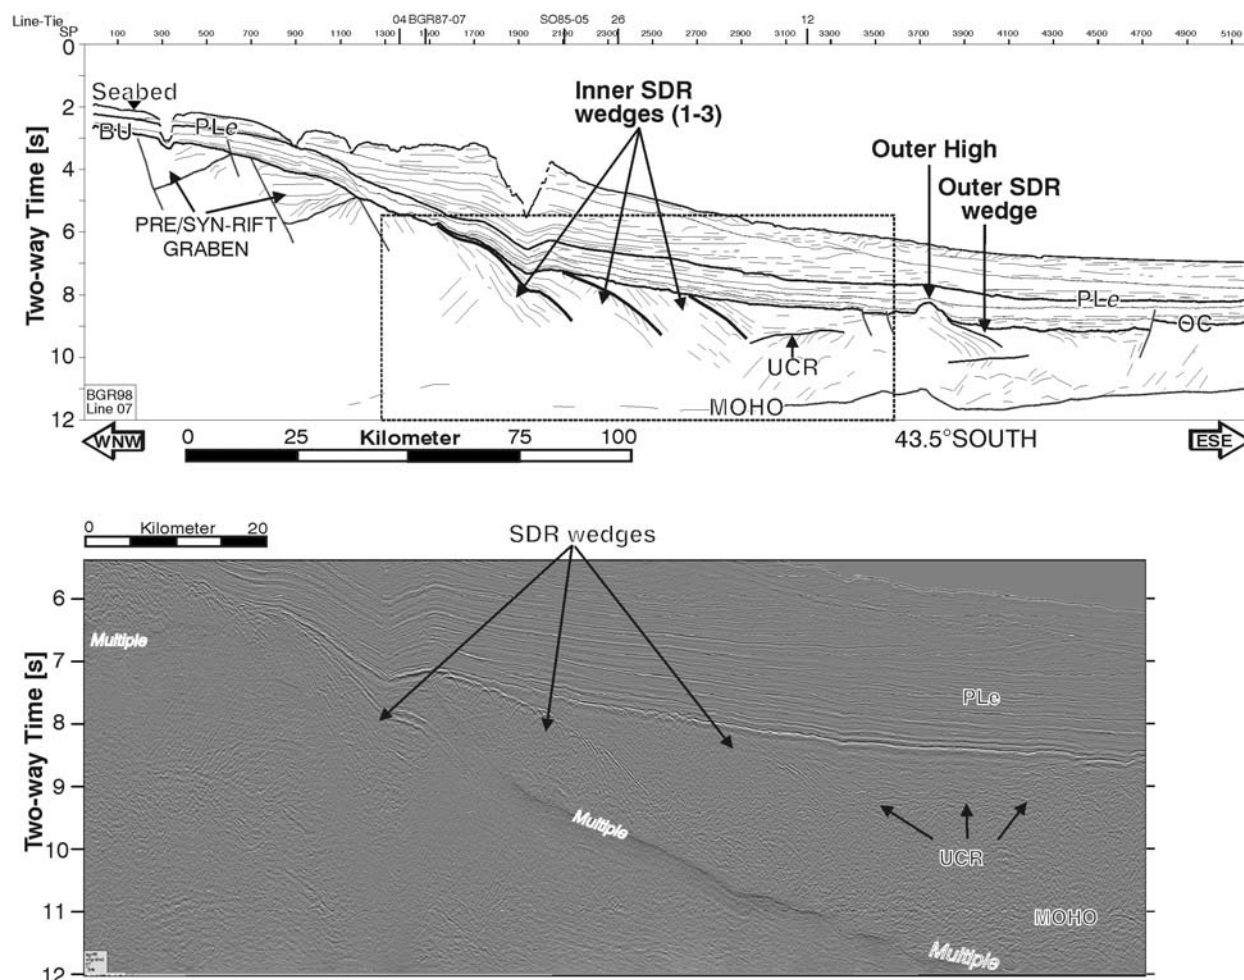 Line-Tie 04 BGR87-07 SO85-05 26 12
SP 100 300 500 700 900 1100 1300 1500 1700 1900 2100 2300 2500 2700 2900 3100 3300 3500 3700 3900 4100 4300 4500 4700 4900 5100
0
2
4
6
8
10
12
Two-way Time [s]
Seabed
BU
PLe
PRE/SYN-RIFT
GRABEN
Inner SDR
wedges (1-3)
Outer High
Outer SDR
wedge
PLe
OC
UCR
MOHO
BGR98
Line 07
WNW
0 25 Kilometer 75 100
43.5°SOUTH
ESE
0 Kilometer 20
SDR wedges
6
7
8
9
10
11
12
Two-way Time [s]
Multiple
PLe
Multiple
UCR
MOHO
Multiple